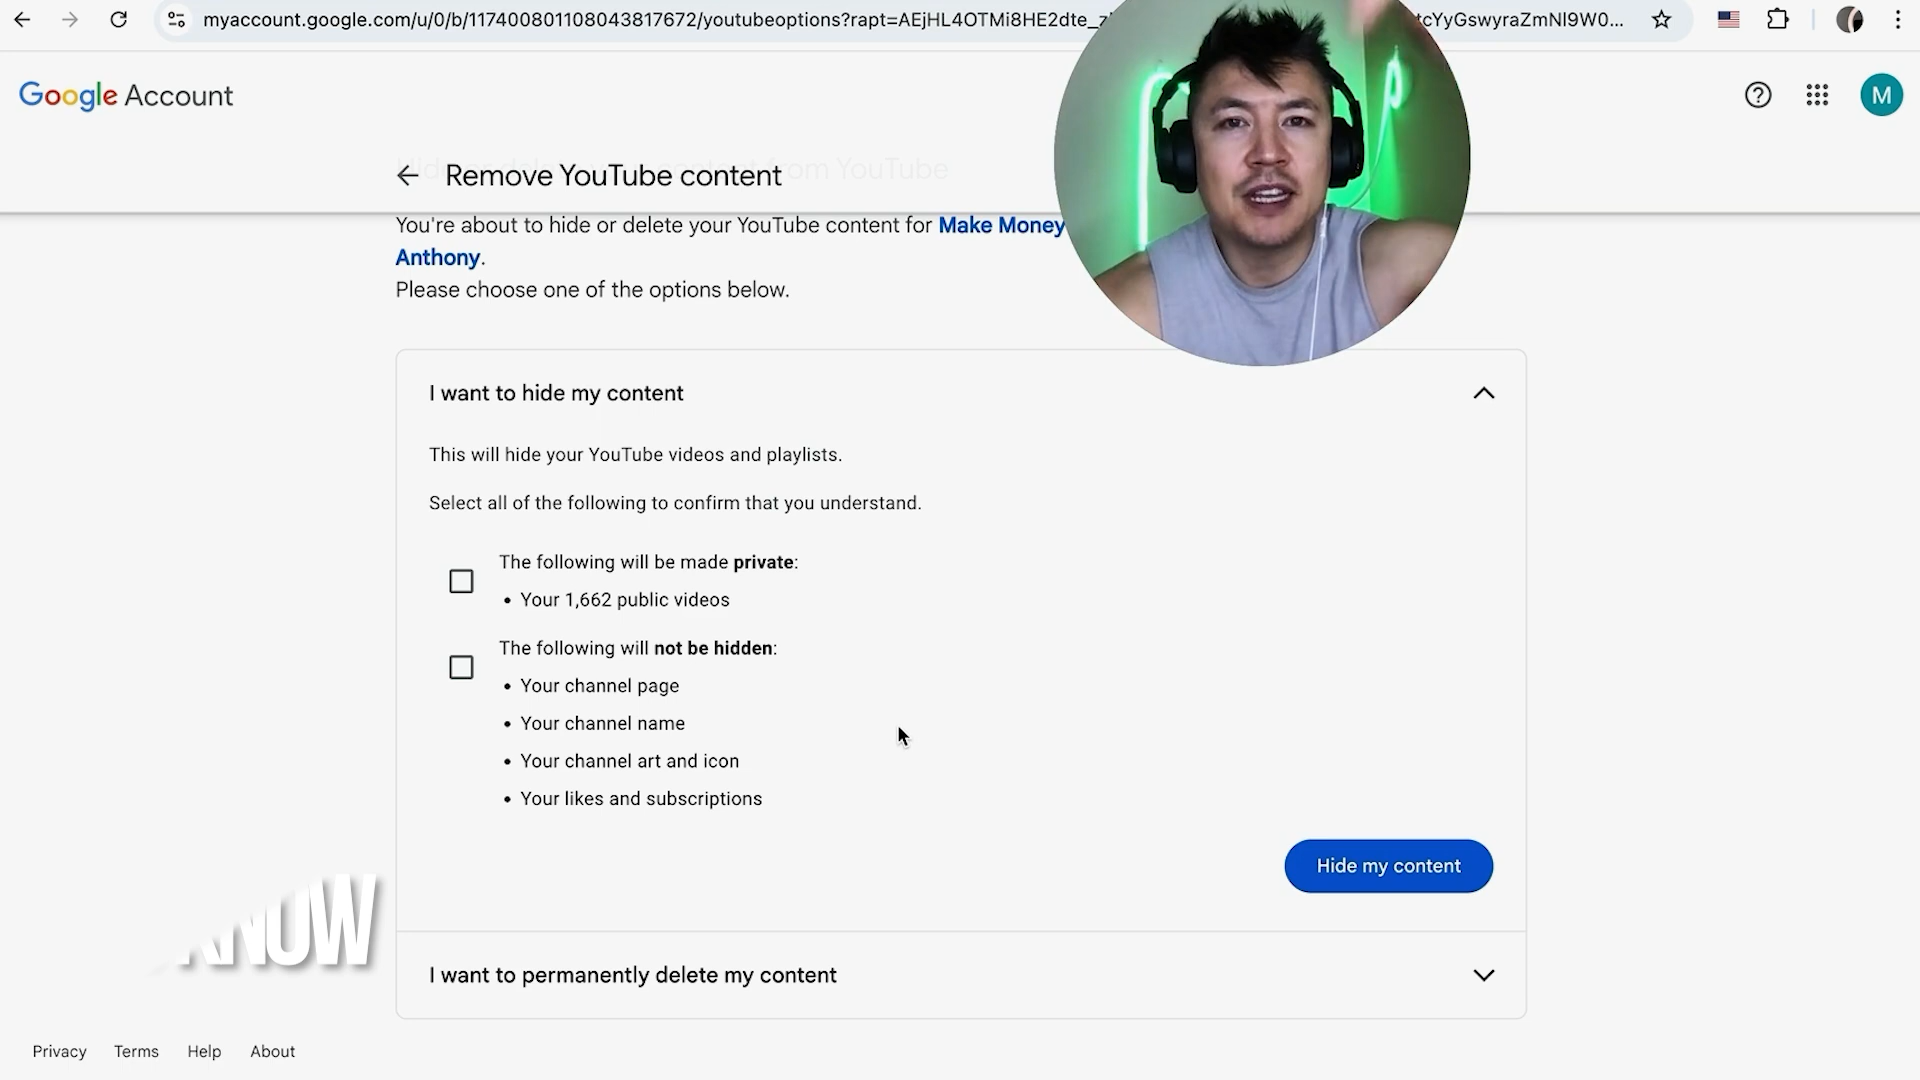 myaccount.google.com/u/0/b/117400801108043817672/youtubeoptions?rapt=AEjHL4OTMi8HE2dte_z tcYyGswyraZmNI9W0...
Google Account
M
Remove YouTube content
You're about to hide or delete your YouTube content for Make Money
Anthony.
Please choose one of the options below.
I want to hide my content
This will hide your YouTube videos and playlists.
Select all of the following to confirm that you understand.
The following will be made private:
• Your 1,662 public videos
The following will not be hidden:
• Your channel page
• Your channel name
• Your channel art and icon
• Your likes and subscriptions
Hide my content
KNOW
I want to permanently delete my content
Privacy Terms Help About